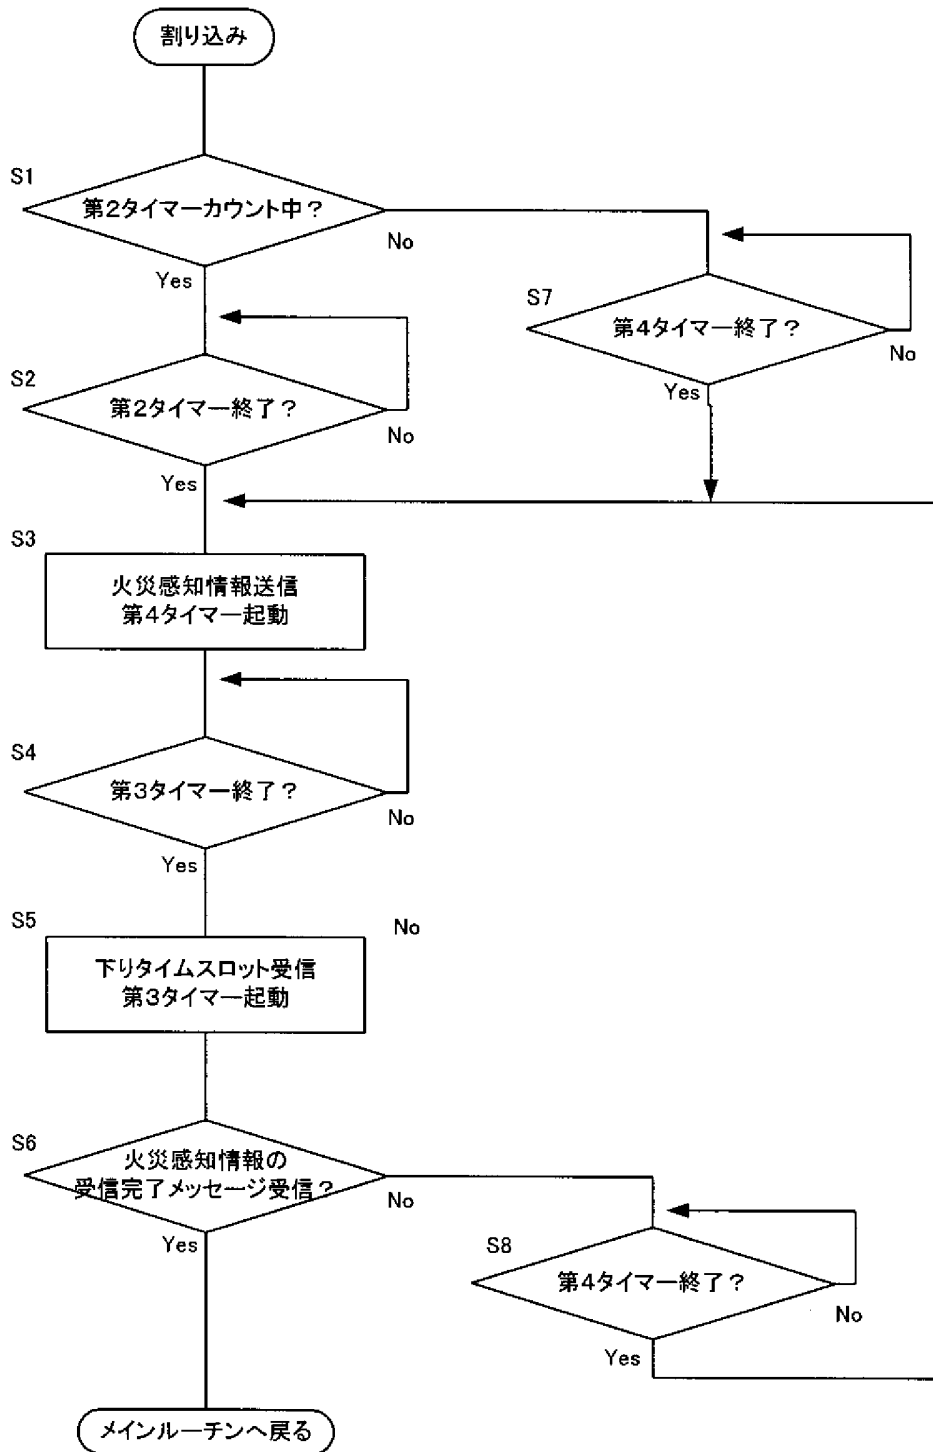 割り込み
S1
第2タイマーカウント中？
No
Yes
S7
第4タイマー終了？
No
Yes
S2
第2タイマー終了？
No
Yes
S3
火災感知情報送信
第4タイマー起動
S4
第3タイマー終了？
No
Yes
S5
No
下りタイムスロット受信
第3タイマー起動
S6
火災感知情報の
受信完了メッセージ受信？
No
Yes
S8
第4タイマー終了？
No
Yes
メインルーチンへ戻る